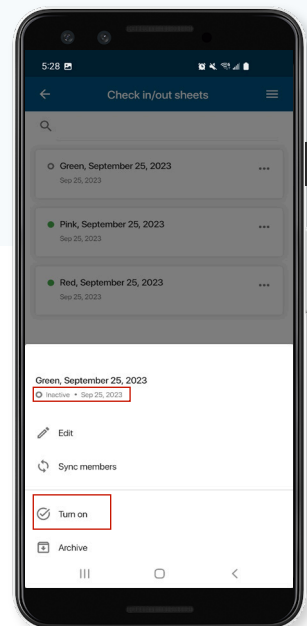 5:28
Check in/out sheets
Green, September 25, 2023
Sep 25, 2023
Pink, September 25, 2023
Sep 25, 2023
Red, September 25, 2023
Sep 25, 2023
Green, September 25, 2023
Inactive • Sep 25, 2023
Edit
Sync members
Turn on
Archive